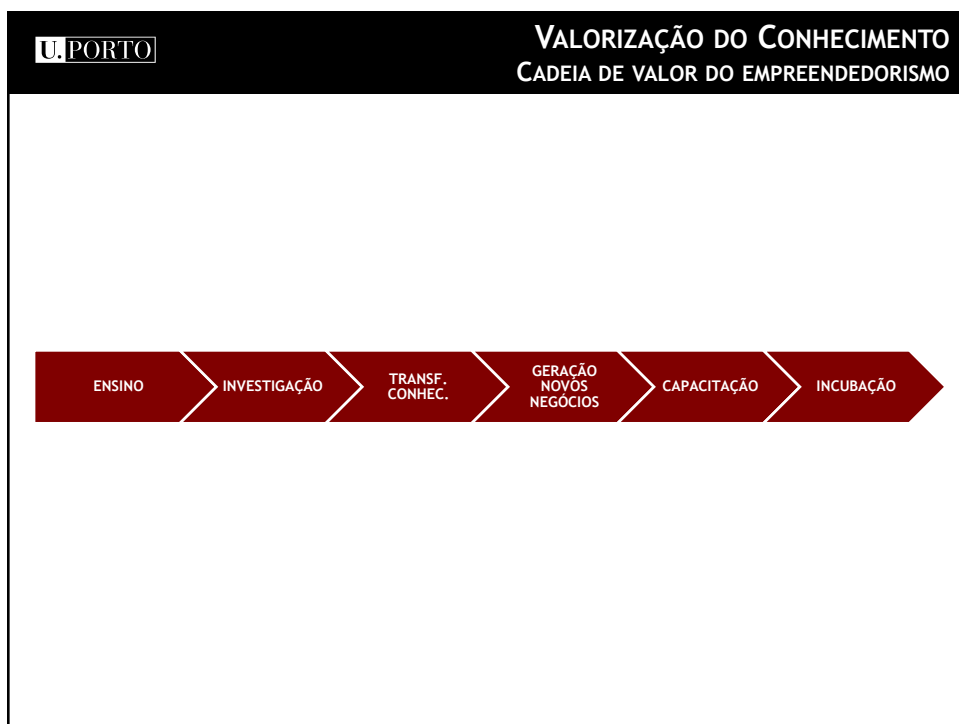 U.PORTO
VALORIZAÇÃO DO CONHECIMENTO
CADEIA DE VALOR DO EMPREENDEDORISMO
ENSINO
INVESTIGAÇÃO
TRANSF.
CONHEC.
GERAÇÃO
NOVOS
NEGÓCIOS
CAPACITAÇÃO
INCUBAÇÃO